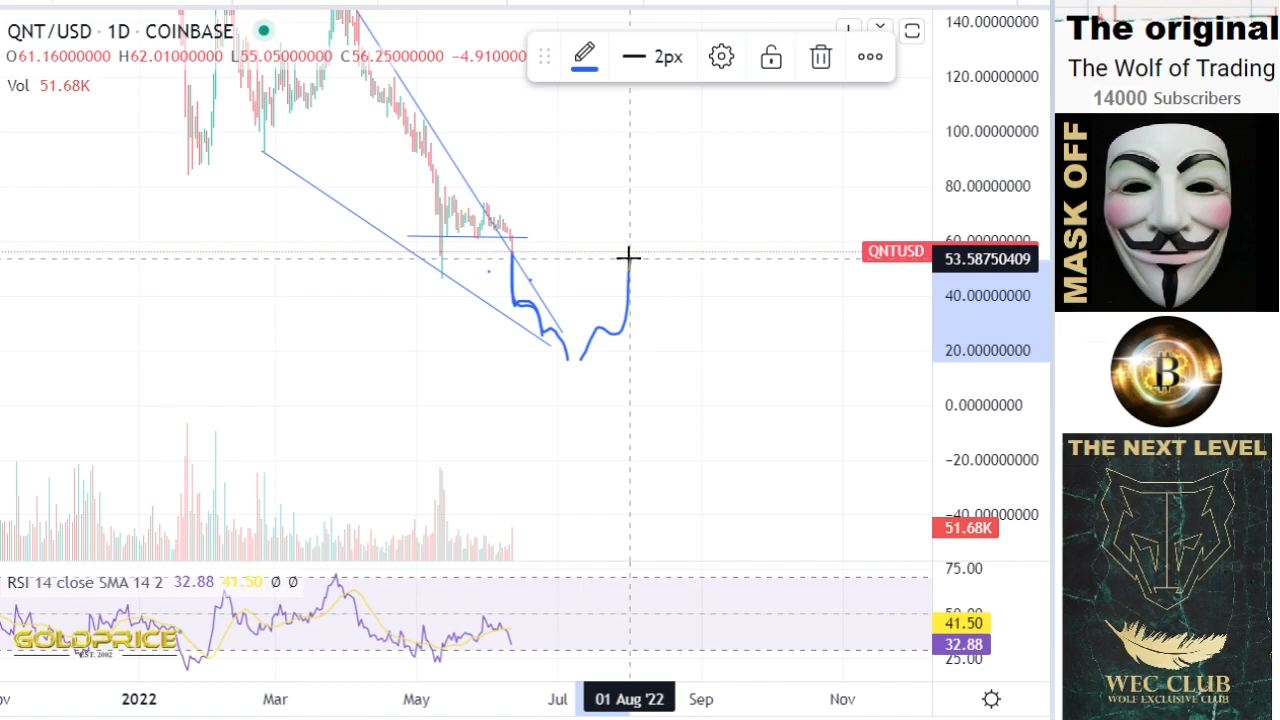 QNT/USD · 1D · COINBASE
O61.16000000 H62.01000000 L55.05000000 C56.25000000 −4.910000
Vol 51.68K
2px
140.00000000
120.00000000
100.00000000
80.00000000
60.00000000
QNTUSD
53.58750409
40.00000000
20.00000000
0.00000000
−20.00000000
−40.00000000
51.68K
RSI 14 close SMA 14 2 32.88 41.50 Ø Ø
75.00
50.00
41.50
32.88
25.00
GOLDPRICE
EST. 2002
2022
Mar
May
Jul
01 Aug '22
Sep
Nov
The original
The Wolf of Trading
14000 Subscribers
MASK OFF
THE NEXT LEVEL
WEC CLUB
WOLF EXCLUSIVE CLUB